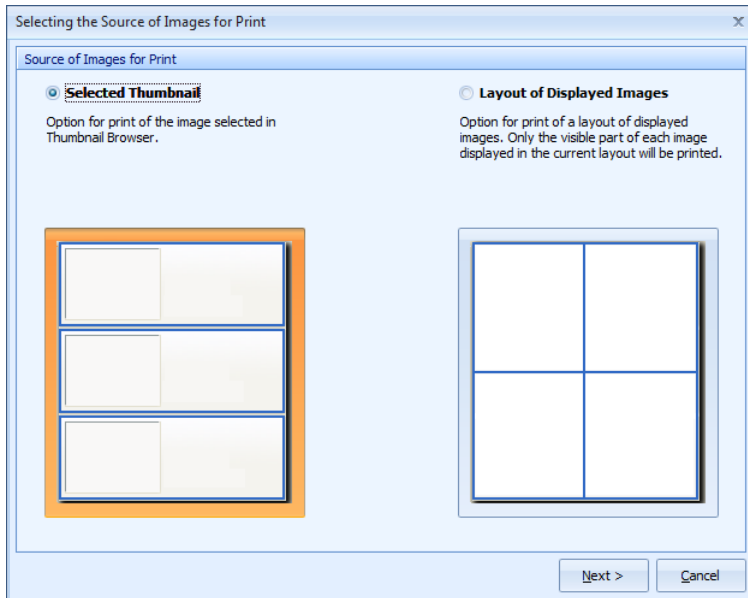 Selecting the Source of Images for Print
Source of Images for Print
Selected Thumbnail
Option for print of the image selected in
Thumbnail Browser.
Layout of Displayed Images
Option for print of a layout of displayed
images. Only the visible part of each image
displayed in the current layout will be printed.
Next >
Cancel